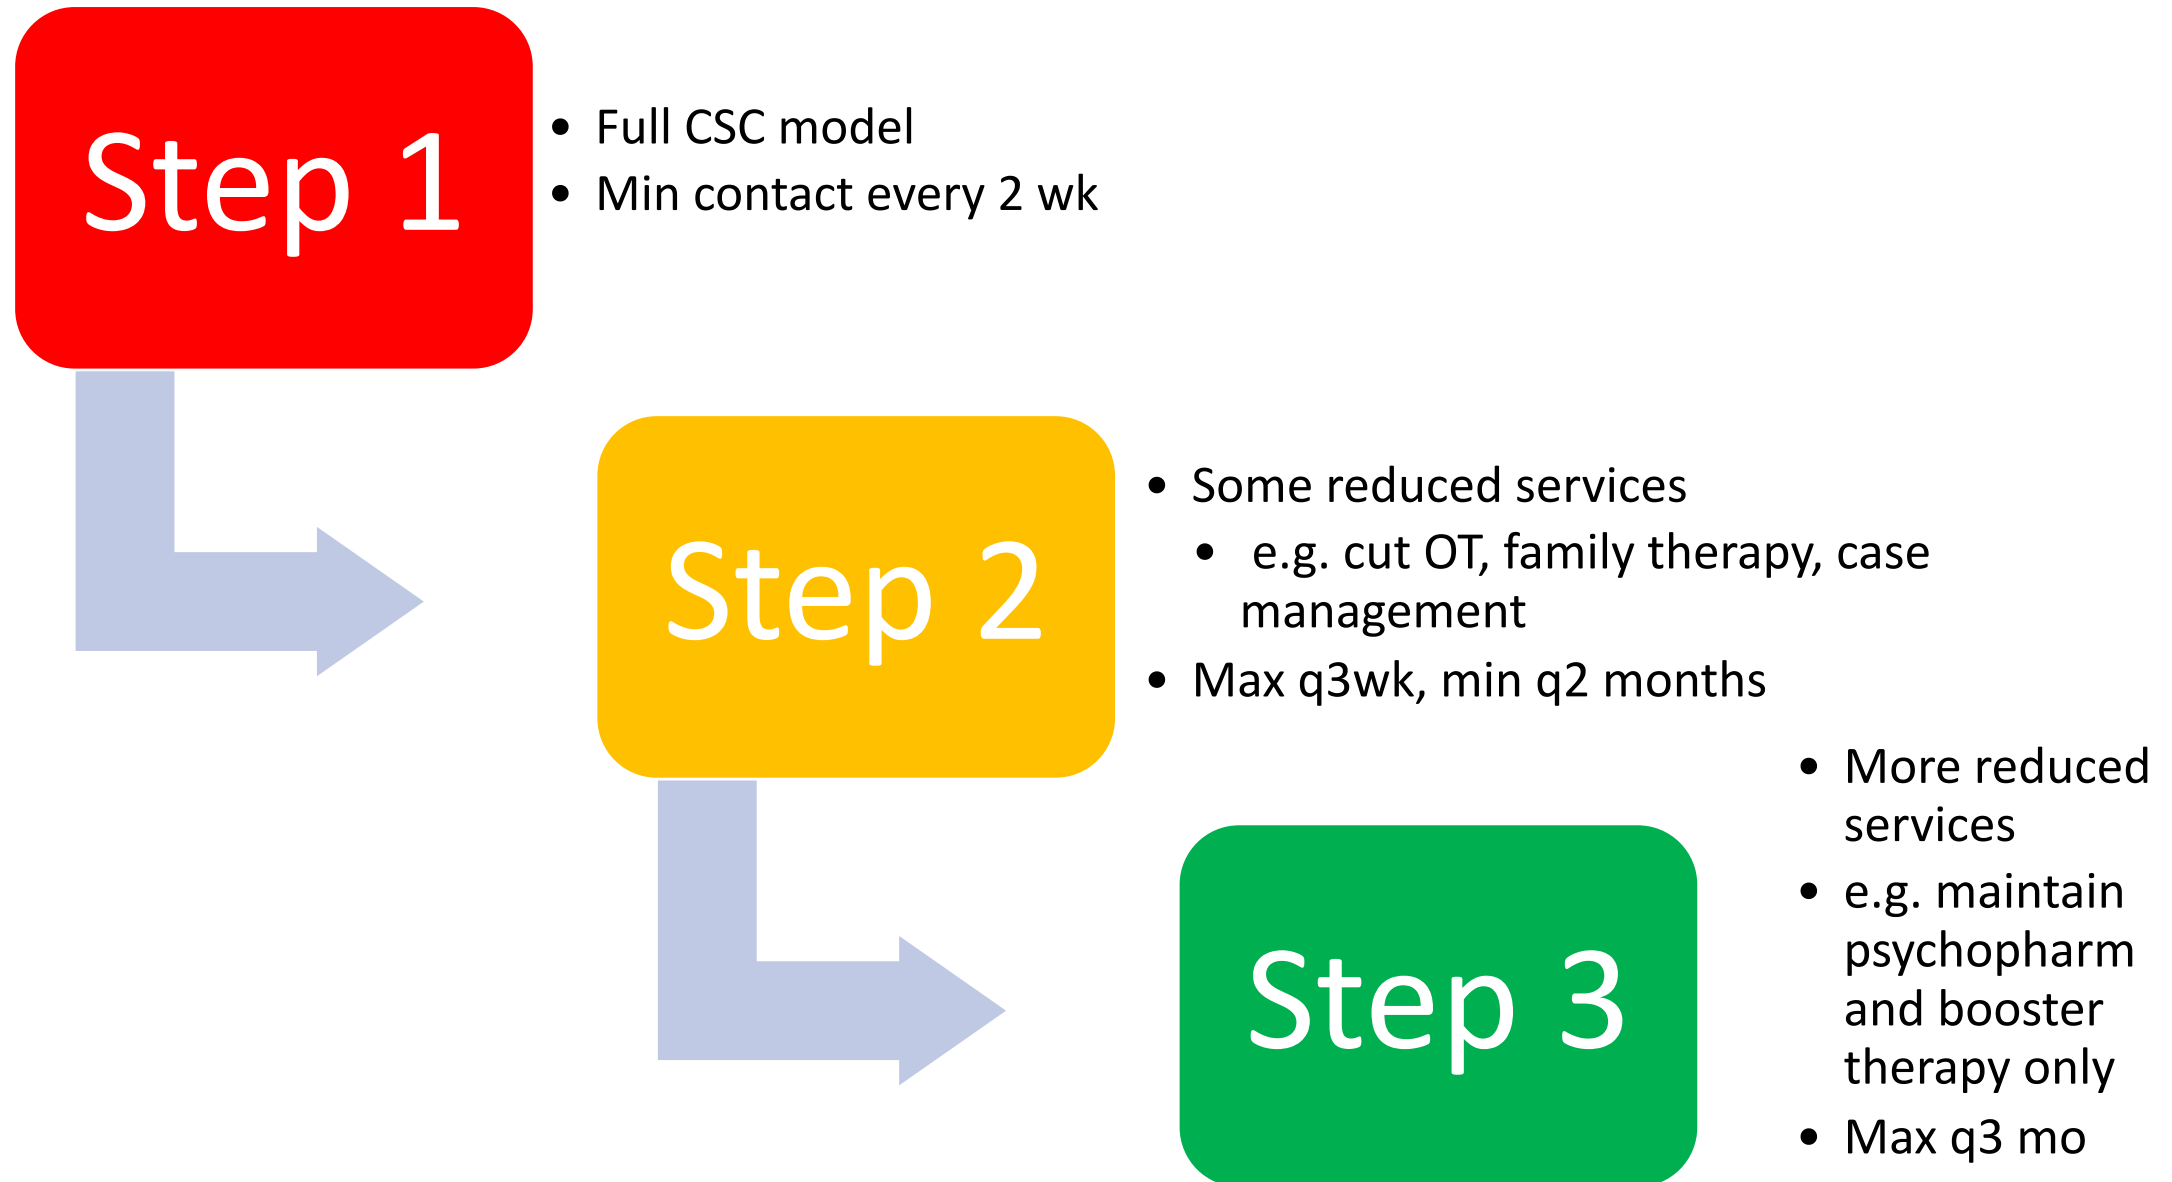 Step 1
• Full CSC model
• Min contact every 2 wk
Step 2
• Some reduced services
• e.g. cut OT, family therapy, case
management
• Max q3wk, min q2 months
Step 3
• More reduced
services
• e.g. maintain
psychopharm
and booster
therapy only
• Max q3 mo